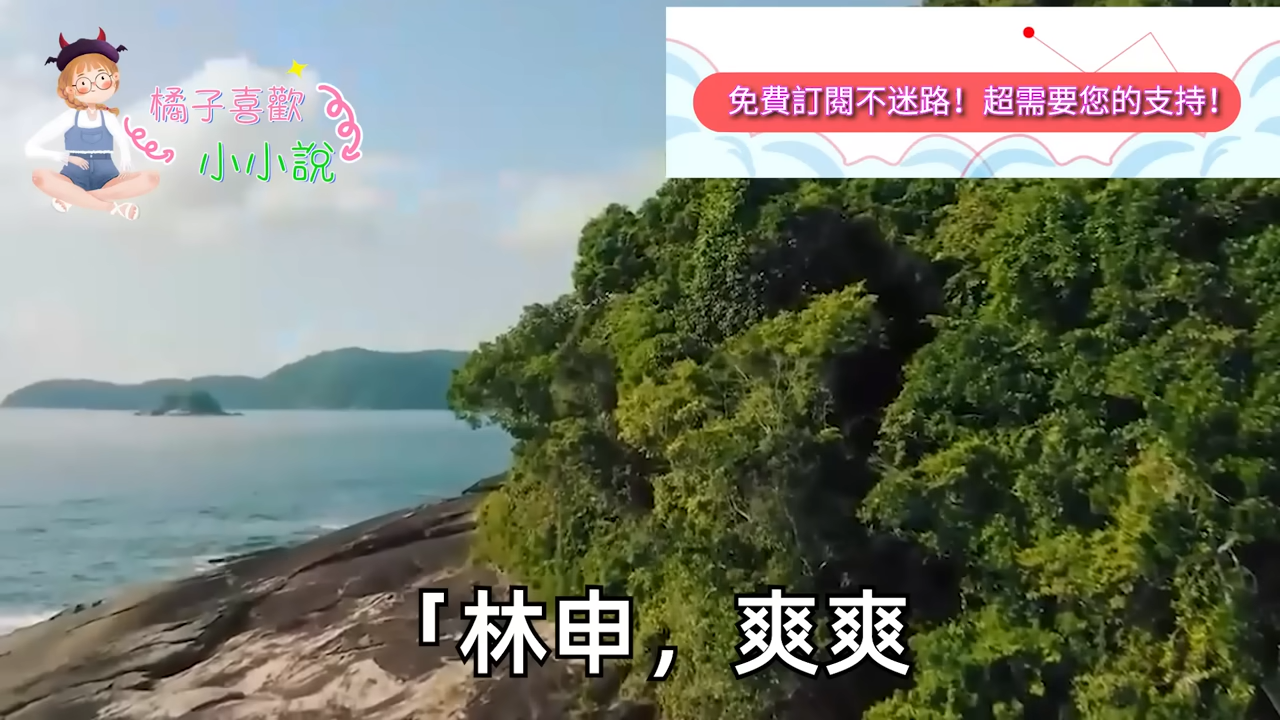 橘子喜歡
小小說
免費訂閱不迷路！超需要您的支持！
「林申，爽爽